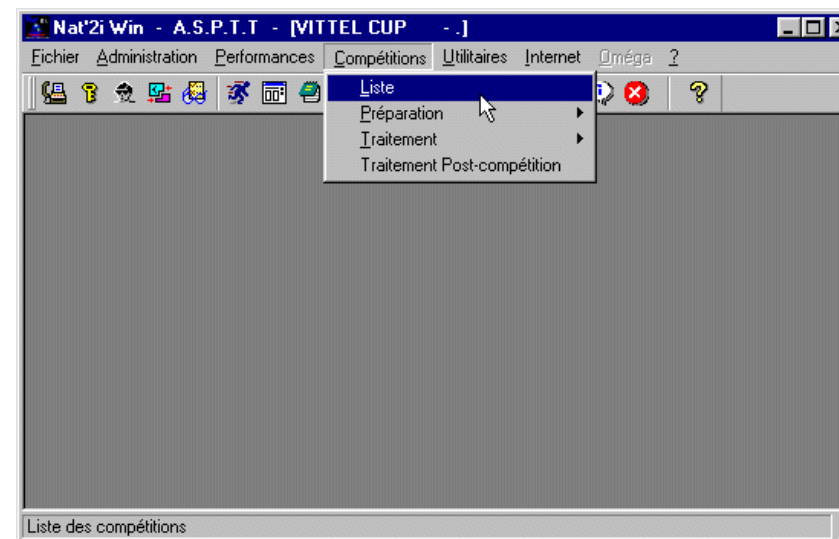 Nat'2i Win - A.S.P.T.T - [VITTEL CUP - .]
Fichier Administration Performances Compétitions Utilitaires Internet Oméga ?
Liste
Préparation
Traitement
Traitement Post-compétition
Liste des compétitions